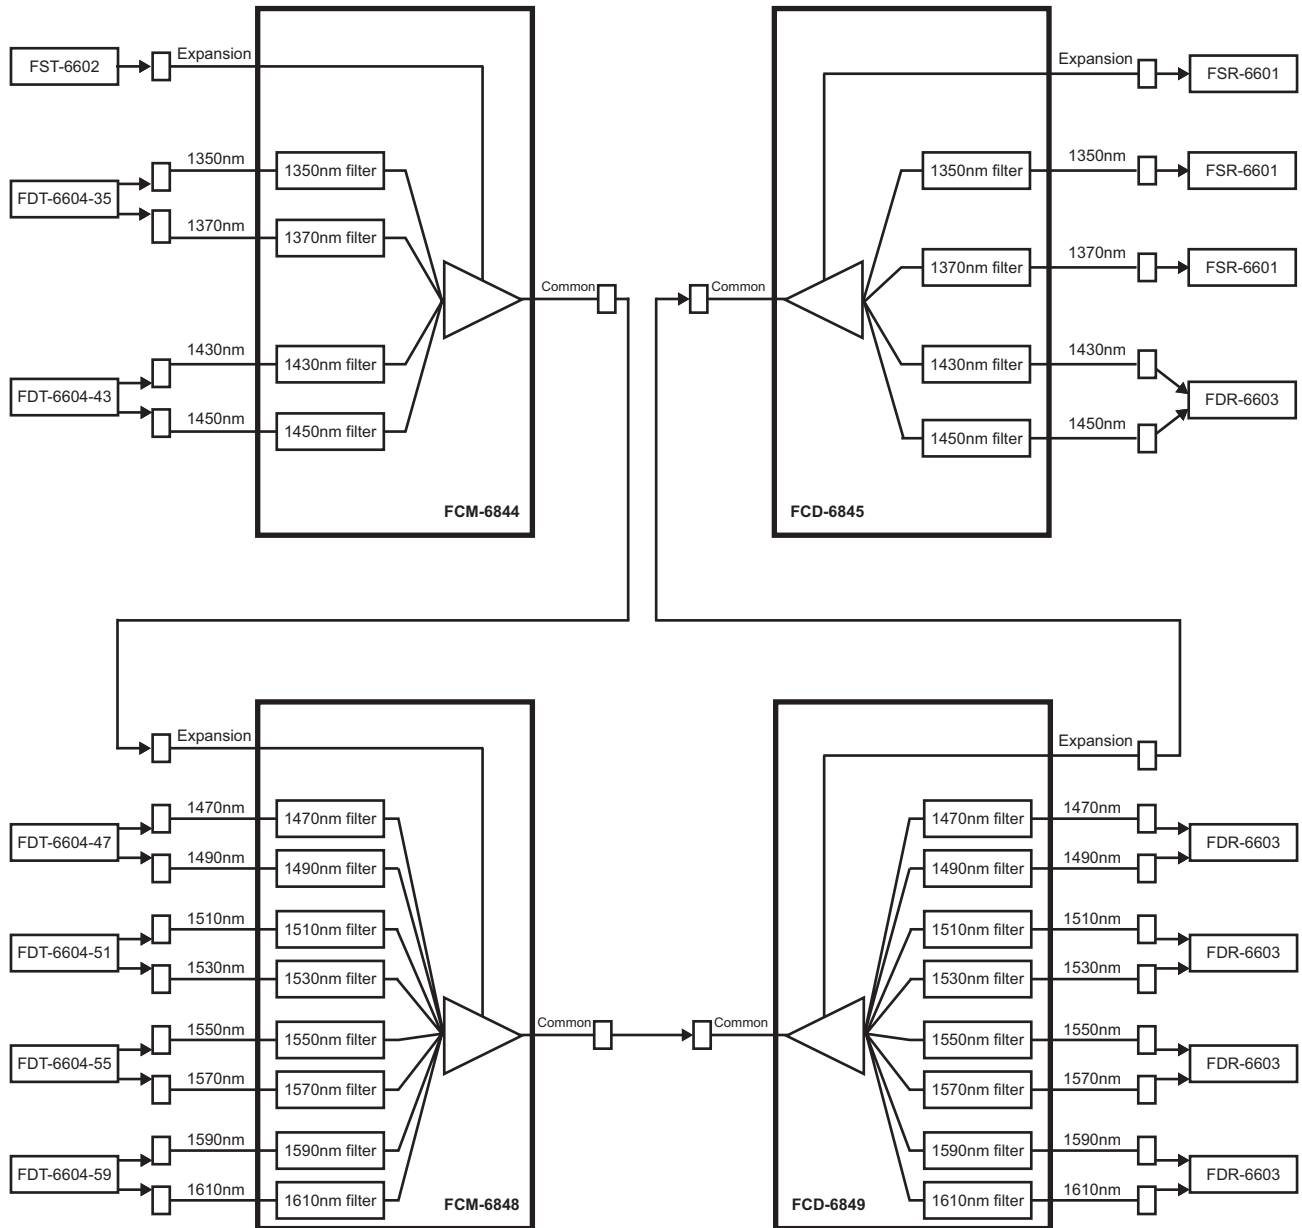 FST-6602
Expansion
FDT-6604-35
1350nm
1370nm
1350nm filter
1370nm filter
FDT-6604-43
1430nm
1450nm
1430nm filter
1450nm filter
Common
FCM-6844
Expansion
FSR-6601
1350nm filter
1350nm
FSR-6601
1370nm filter
1370nm
FSR-6601
Common
1430nm filter
1430nm
1450nm filter
1450nm
FDR-6603
FCD-6845
Expansion
FDT-6604-47
1470nm
1490nm
1470nm filter
1490nm filter
FDT-6604-51
1510nm
1530nm
1510nm filter
1530nm filter
FDT-6604-55
1550nm
1570nm
1550nm filter
1570nm filter
FDT-6604-59
1590nm
1610nm
1590nm filter
1610nm filter
Common
FCM-6848
Expansion
Common
1470nm filter
1490nm filter
1470nm
1490nm
FDR-6603
1510nm filter
1530nm filter
1510nm
1530nm
FDR-6603
1550nm filter
1570nm filter
1550nm
1570nm
FDR-6603
1590nm filter
1610nm filter
1590nm
1610nm
FDR-6603
FCD-6849